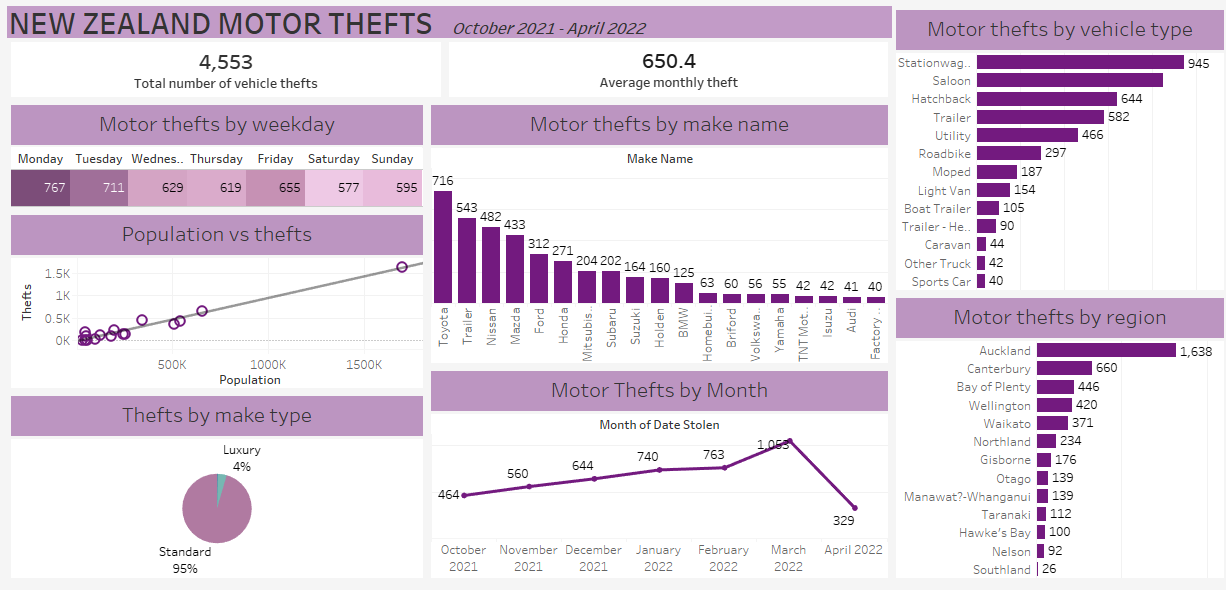 NEW ZEALAND MOTOR THEFTS October 2021 - April 2022
4,553
Total number of vehicle thefts
650.4
Average monthly theft
Motor thefts by weekday
Monday Tuesday Wednes.. Thursday Friday Saturday Sunday
767 711 629 619 655 577 595
Population vs thefts
Thefts
1.5K
1K
0.5K
0K
500K 1000K 1500K
Population
Thefts by make type
Luxury
4%
Standard
95%
Motor thefts by make name
Make Name
716 543 482 433 312 271 204 202 164 160 125 63 60 56 55 42 42 41 40
Toyota Trailer Nissan Mazda Ford Honda Mitsubis.. Subaru Suzuki Holden BMW Homebui.. Briford Volkswa.. Yamaha TNT Mot.. Isuzu Audi Factory ..
Motor Thefts by Month
Month of Date Stolen
464 560 644 740 763 1,053 329
October November December January February March April 2022
2021 2021 2021 2022 2022 2022
Motor thefts by vehicle type
Stationwag.. 945
Saloon
Hatchback 644
Trailer 582
Utility 466
Roadbike 297
Moped 187
Light Van 154
Boat Trailer 105
Trailer - He.. 90
Caravan 44
Other Truck 42
Sports Car 40
Motor thefts by region
Auckland 1,638
Canterbury 660
Bay of Plenty 446
Wellington 420
Waikato 371
Northland 234
Gisborne 176
Otago 139
Manawat?-Whanganui 139
Taranaki 112
Hawke's Bay 100
Nelson 92
Southland 26